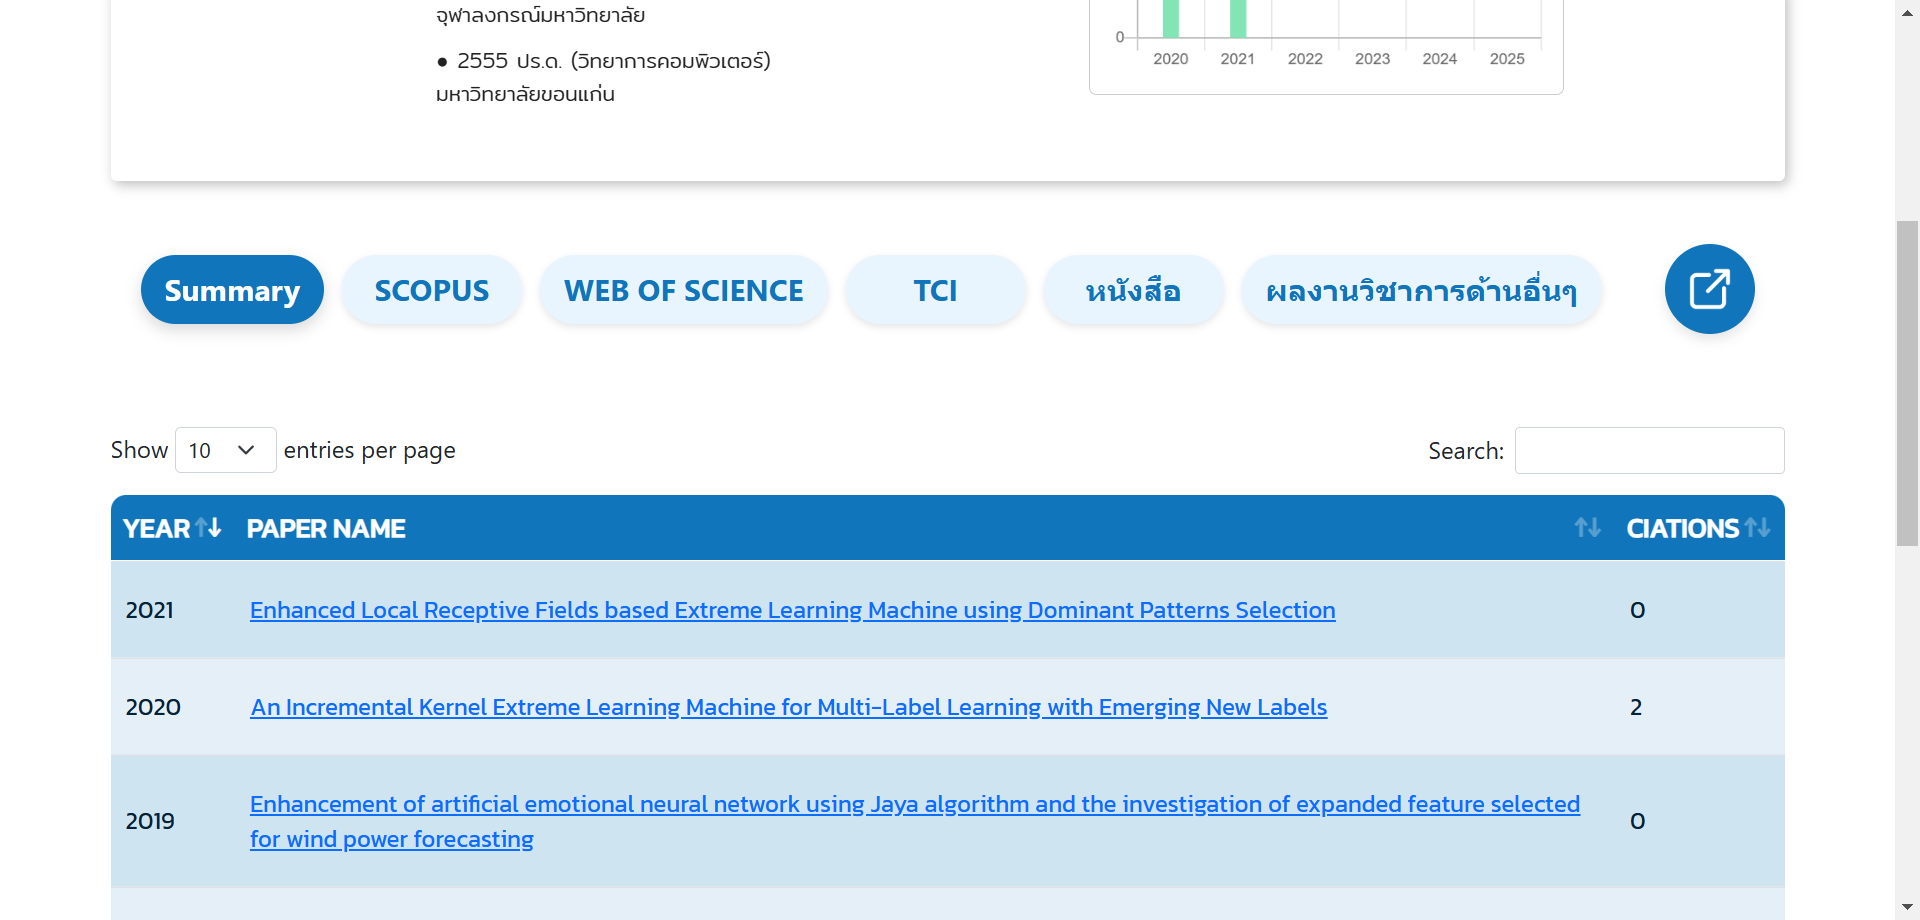 จุฬาลงกรณ์มหาวิทยาลัย
● 2555 ปร.ด. (วิทยาการคอมพิวเตอร์)
มหาวิทยาลัยขอนแก่น
0
2020 2021 2022 2023 2024 2025
Summary SCOPUS WEB OF SCIENCE TCI หนังสือ ผลงานวิชาการด้านอื่นๆ
Show 10 entries per page Search:
YEAR PAPER NAME CIATIONS
2021 Enhanced Local Receptive Fields based Extreme Learning Machine using Dominant Patterns Selection 0
2020 An Incremental Kernel Extreme Learning Machine for Multi-Label Learning with Emerging New Labels 2
2019 Enhancement of artificial emotional neural network using Jaya algorithm and the investigation of expanded feature selected 0
for wind power forecasting